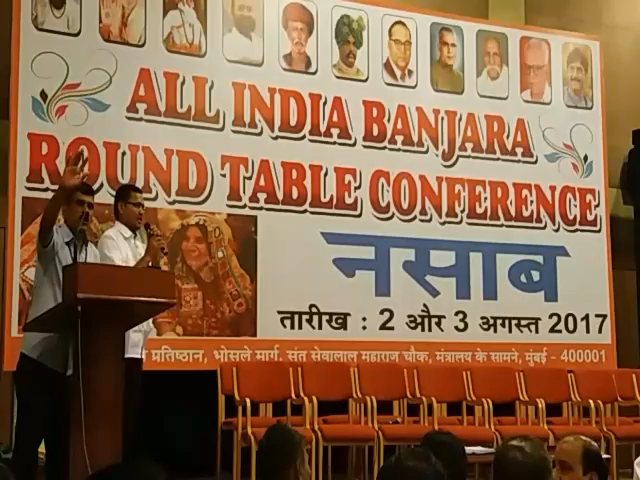 ALL INDIA BANJARA
ROUND TABLE CONFERENCE
नसाब
तारीख : 2 और 3 अगस्त 2017
प्रतिष्ठान, भोसले मार्ग, संत सेवालाल महाराज चौक, मंत्रालय के सामने, मुंबई - 400001